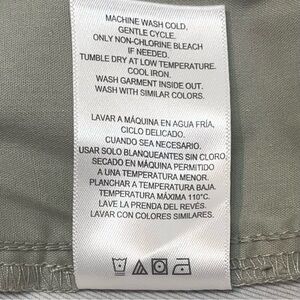 MACHINE WASH COLD,
GENTLE CYCLE.
ONLY NON-CHLORINE BLEACH
IF NEEDED.
TUMBLE DRY AT LOW TEMPERATURE.
COOL IRON.
WASH GARMENT INSIDE OUT.
WASH WITH SIMILAR COLORS.
LAVAR A MÁQUINA EN AGUA FRÍA,
CICLO DELICADO.
CUANDO SEA NECESARIO.
USAR SOLO BLANQUEANTES SIN CLORO,
SECADO EN MÁQUINA PERMITIDO
A UNA TEMPERATURA MENOR.
PLANCHAR A TEMPERATURA BAJA.
TEMPERATURA MÁXIMA 110°C.
LAVE LA PRENDA DEL REVÉS.
LAVAR CON COLORES SIMILARES.